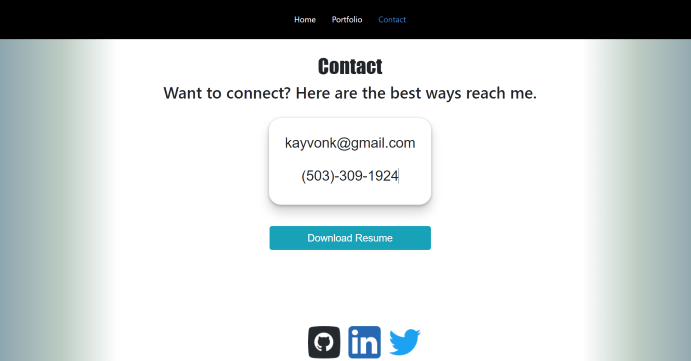 Home Portfolio Contact
Contact
Want to connect? Here are the best ways reach me.
kayvonk@gmail.com
(503)-309-1924
Download Resume
in